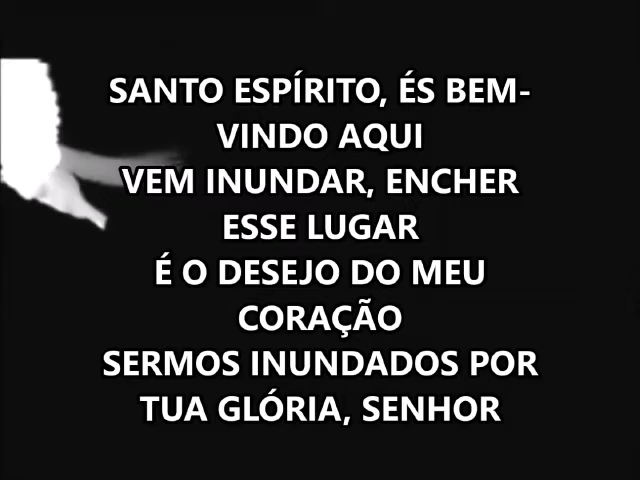 SANTO ESPÍRITO, ÉS BEM-
VINDO AQUI
VEM INUNDAR, ENCHER
ESSE LUGAR
É O DESEJO DO MEU
CORAÇÃO
SERMOS INUNDADOS POR
TUA GLÓRIA, SENHOR